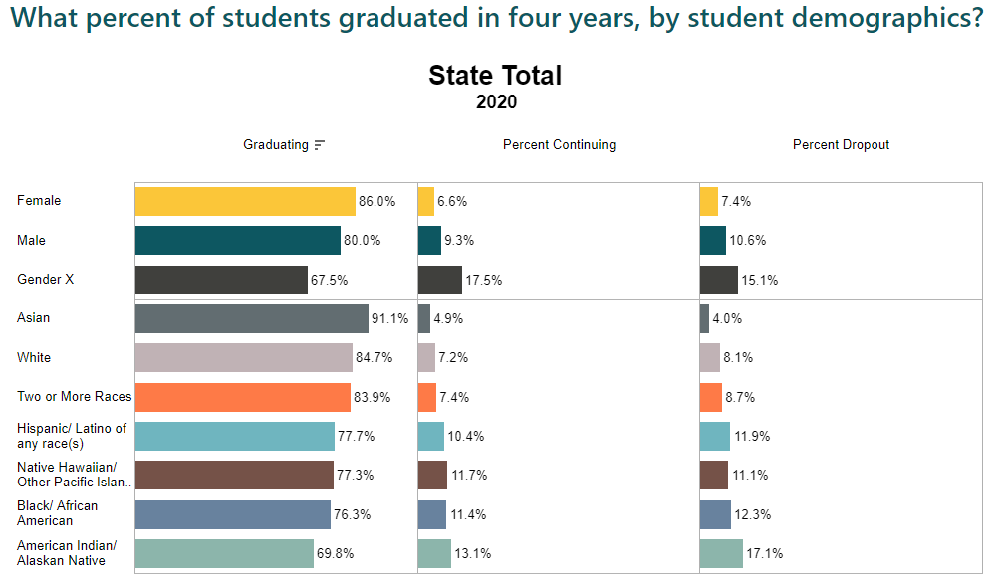 What percent of students graduated in four years, by student demographics?
State Total
2020
Graduating Percent Continuing Percent Dropout
Female 86.0% 6.6% 7.4%
Male 80.0% 9.3% 10.6%
Gender X 67.5% 17.5% 15.1%
Asian 91.1% 4.9% 4.0%
White 84.7% 7.2% 8.1%
Two or More Races 83.9% 7.4% 8.7%
Hispanic/ Latino of
any race(s) 77.7% 10.4% 11.9%
Native Hawaiian/
Other Pacific Islan.. 77.3% 11.7% 11.1%
Black/ African
American 76.3% 11.4% 12.3%
American Indian/
Alaskan Native 69.8% 13.1% 17.1%